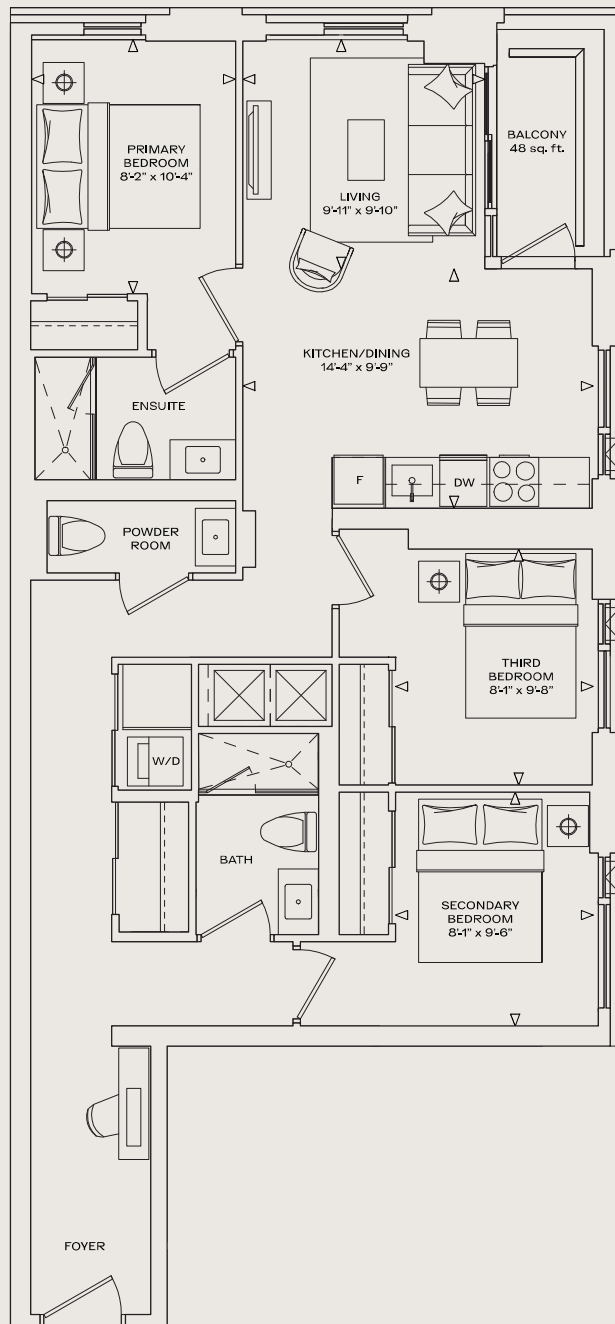 PRIMARY
BEDROOM
8'-2" x 10'-4"
LIVING
9'-11" x 9'-10"
BALCONY
48 sq. ft.
KITCHEN/DINING
14'-4" x 9'-9"
ENSUITE
F
DW
POWDER
ROOM
THIRD
BEDROOM
8'-1" x 9'-8"
W/D
BATH
SECONDARY
BEDROOM
8'-1" x 9'-6"
FOYER